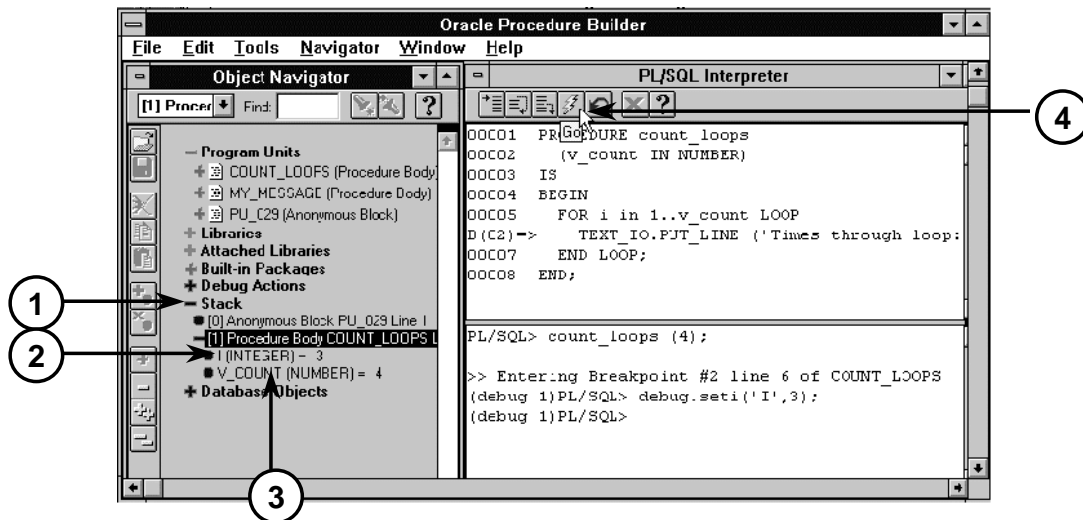 Oracle Procedure Builder
File Edit Tools Navigator Window Help
Object Navigator
[1] Procer Find:
Program Units
COUNT_LOOFS (Procedure Body)
MY_MESSAGE (Procedure Body)
PU_029 (Anonymous Block)
Libraries
Attached Libraries
Built-in Packages
Debug Actions
Stack
[0] Anonymous Block PU_029 Line I
[1] Procedure Body COUNT_LOOPS L
I (INTEGER) = 3
V_COUNT (NUMBER) = 4
Database Objects
PL/SQL Interpreter
Go
00C01 PROCEDURE count_loops
00C02 (v_count IN NUMBER)
00C03 IS
00C04 BEGIN
00C05 FOR i in 1..v_count LOOP
D(C2)=> TEXT_IO.PJT_LINE ('Times through loop:
00C07 END LOOP;
00C08 END;
PL/SQL> count_loops (4);
>> Entering Breakpoint #2 line 6 of COUNT_LOOPS
(debug 1)PL/SQL> debug.seti('I',3);
(debug 1)PL/SQL>
1
2
3
4